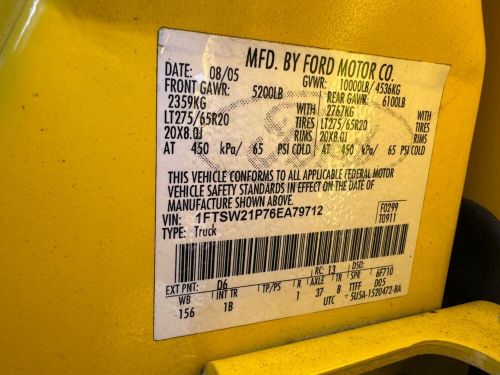 MFD. BY FORD MOTOR CO.
DATE: 08/05 GVWR: 10000LB/ 4536KG
FRONT GAWR: 5200LB REAR GAWR: 6100LB
2359KG WITH 2767KG WITH
LT275/65R20 TIRES LT275/65R20 TIRES
20X8.0J RIMS 20X8.0J RIMS
AT 450 kPa/ 65 PSI COLD AT 450 kPa/ 65 PSI COLD
THIS VEHICLE CONFORMS TO ALL APPLICABLE FEDERAL MOTOR
VEHICLE SAFETY STANDARDS IN EFFECT ON THE DATE OF
MANUFACTURE SHOWN ABOVE.
VIN: 1FTSW21P76EA79712 F0299
TYPE: Truck T0911
EXT PNT: D6 RC: 13 DSO:
WB INT TR TP/PS R AXLE TR SPR 6F710
156 1B 1 37 B TTFF D05
UTC 5U5A-1520472-BA